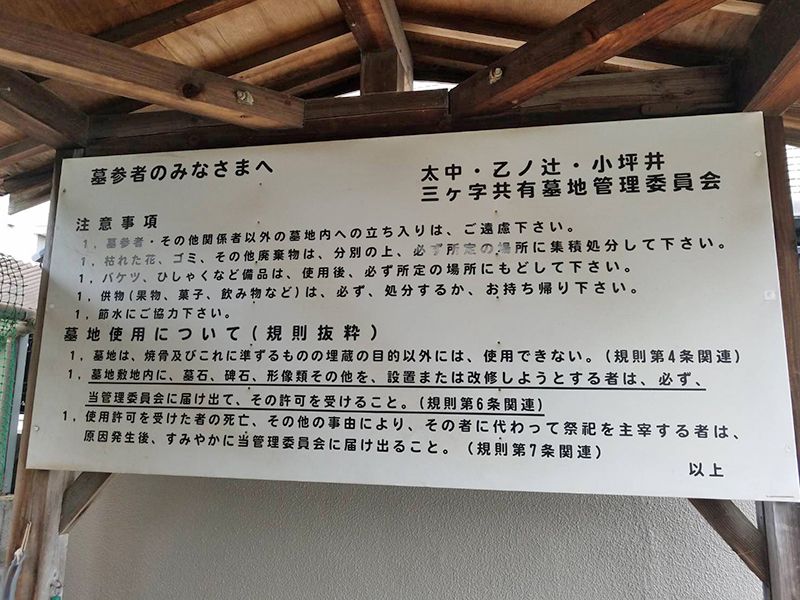 墓参者のみなさまへ
太中・乙ノ辻・小坪井
三ヶ字共有墓地管理委員会
注意事項
1，墓参者・その他関係者以外の墓地内への立ち入りは、ご遠慮下さい。
1，枯れた花、ゴミ、その他廃棄物は、分別の上、必ず所定の場所に集積処分して下さい。
1，バケツ、ひしゃくなど備品は、使用後、必ず所定の場所にもどして下さい。
1，供物(果物、菓子、飲み物など)は、必ず、処分するか、お持ち帰り下さい。
1，節水にご協力下さい。
墓地使用について(規則抜粋)
1，墓地は、焼骨及びこれに準ずるものの埋蔵の目的以外には、使用できない。(規則第4条関連)
1，墓地敷地内に、墓石、碑石、形像類その他を、設置または改修しようとする者は、必ず、
当管理委員会に届け出て、その許可を受けること。(規則第6条関連)
1，使用許可を受けた者の死亡、その他の事由により、その者に代わって祭祀を主宰する者は、
原因発生後、すみやかに当管理委員会に届け出ること。(規則第7条関連)
以上